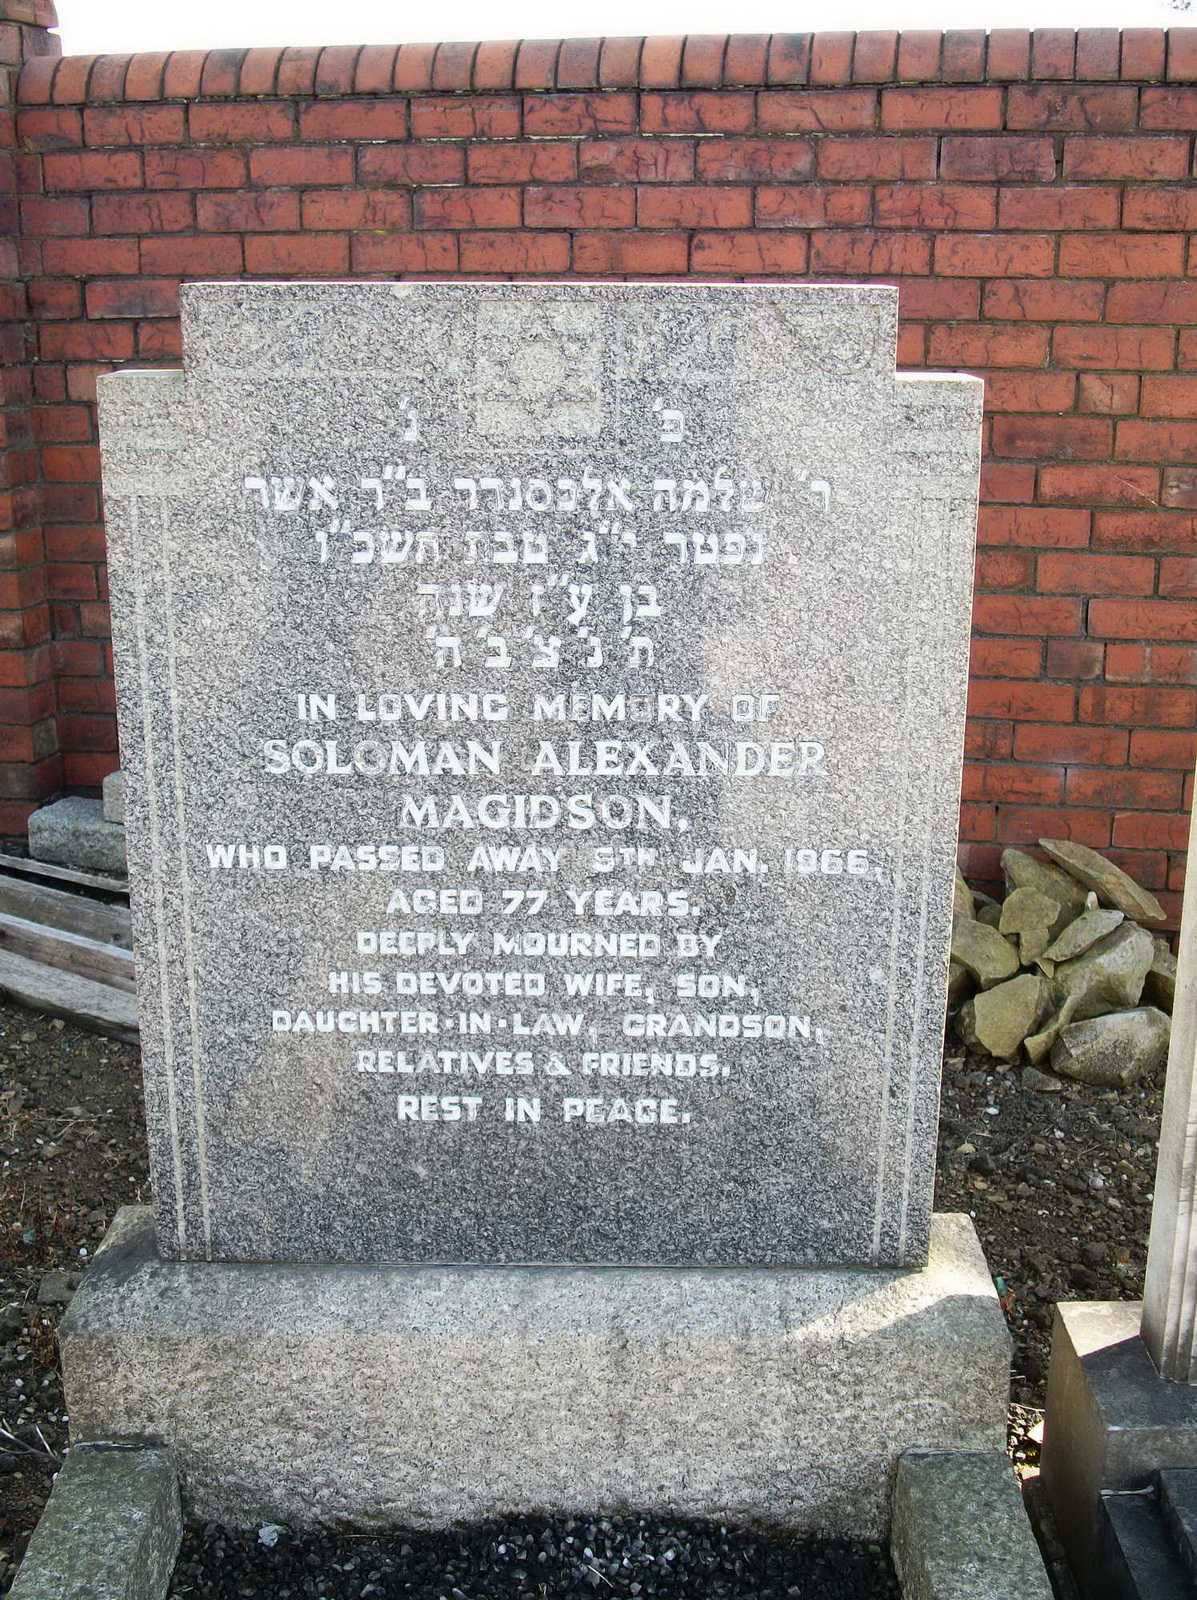 פ' נ'
ר' שלמה אלכסנדר ב"ר אשר
נפטר י"ג טבת תשכ"ו
בן ע"ז שנה
ת' נ' צ' ב' ה'
IN LOVING MEMORY OF
SOLOMAN ALEXANDER
MAGIDSON,
WHO PASSED AWAY 5TH JAN. 1966,
AGED 77 YEARS.
DEEPLY MOURNED BY
HIS DEVOTED WIFE, SON,
DAUGHTER-IN-LAW, GRANDSON,
RELATIVES & FRIENDS.
REST IN PEACE.